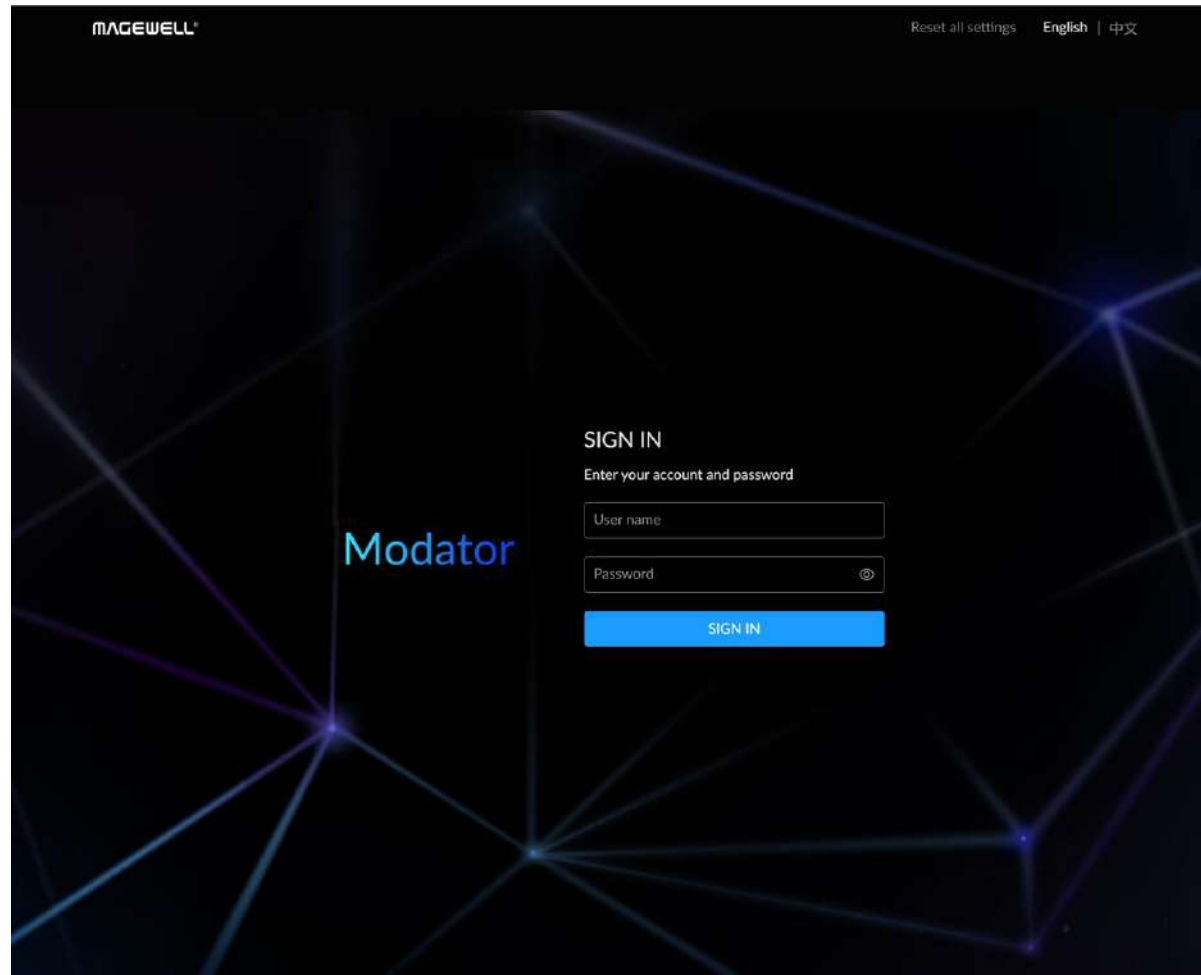 MAGEWELL®
Reset all settings English | 中文
SIGN IN
Enter your account and password
User name
Modator
Password
SIGN IN